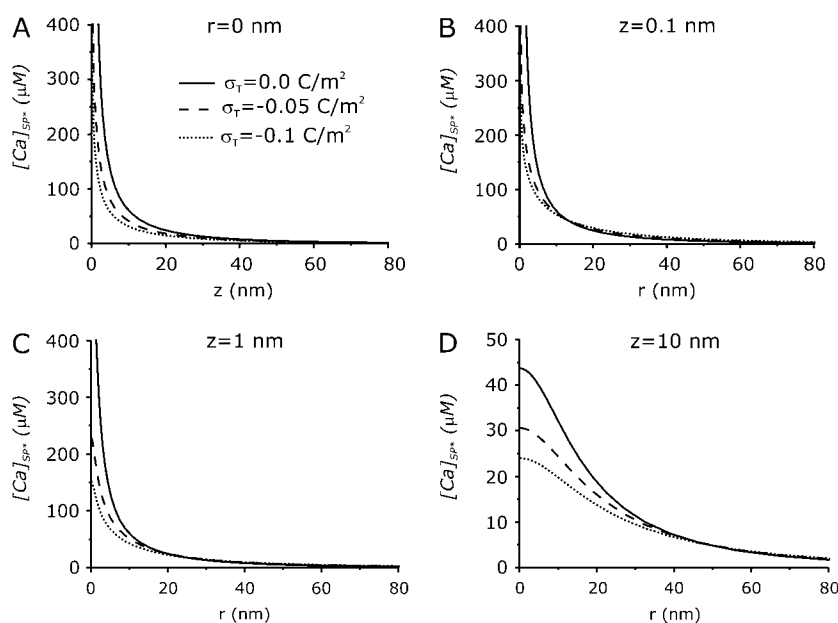 A
r=0 nm
400
300
200
100
0
[Ca]SP* (μM)
σT=0.0 C/m²
σT=-0.05 C/m²
σT=-0.1 C/m²
0
20
40
60
80
z (nm)
B
z=0.1 nm
400
300
200
100
0
[Ca]SP* (μM)
0
20
40
60
80
r (nm)
C
z=1 nm
400
300
200
100
0
[Ca]SP* (μM)
0
20
40
60
80
r (nm)
D
z=10 nm
50
40
30
20
10
0
[Ca]SP* (μM)
0
20
40
60
80
r (nm)